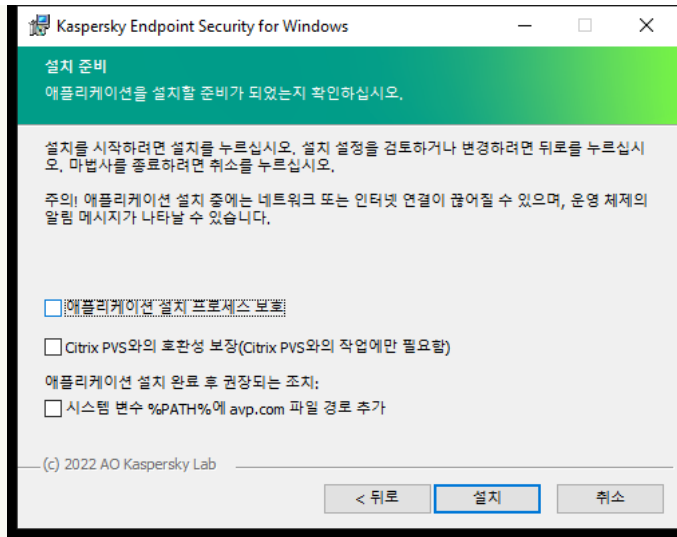 Kaspersky Endpoint Security for Windows
설치 준비
애플리케이션을 설치할 준비가 되었는지 확인하십시오.
설치를 시작하려면 설치를 누르십시오. 설치 설정을 검토하거나 변경하려면 뒤로를 누르십시
오. 마법사를 종료하려면 취소를 누르십시오.
주의! 애플리케이션 설치 중에는 네트워크 또는 인터넷 연결이 끊어질 수 있으며, 운영 체제의
알림 메시지가 나타날 수 있습니다.
애플리케이션 설치 프로세스 보호
Citrix PVS와의 호환성 보장(Citrix PVS와의 작업에만 필요함)
애플리케이션 설치 완료 후 권장되는 조치:
시스템 변수 %PATH%에 avp.com 파일 경로 추가
(c) 2022 AO Kaspersky Lab
< 뒤로 설치 취소